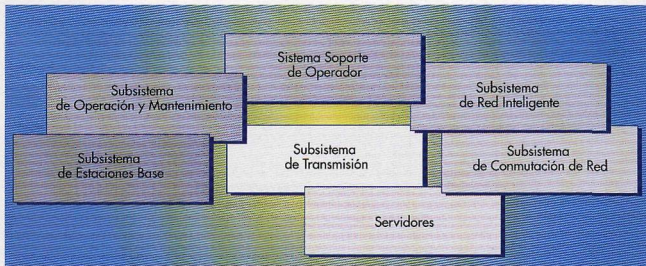 Sistema Soporte
de Operador
Subsistema
de Operación y Mantenimiento
Subsistema
de Red Inteligente
Subsistema
de Estaciones Base
Subsistema
de Transmisión
Subsistema
de Conmutación de Red
Servidores